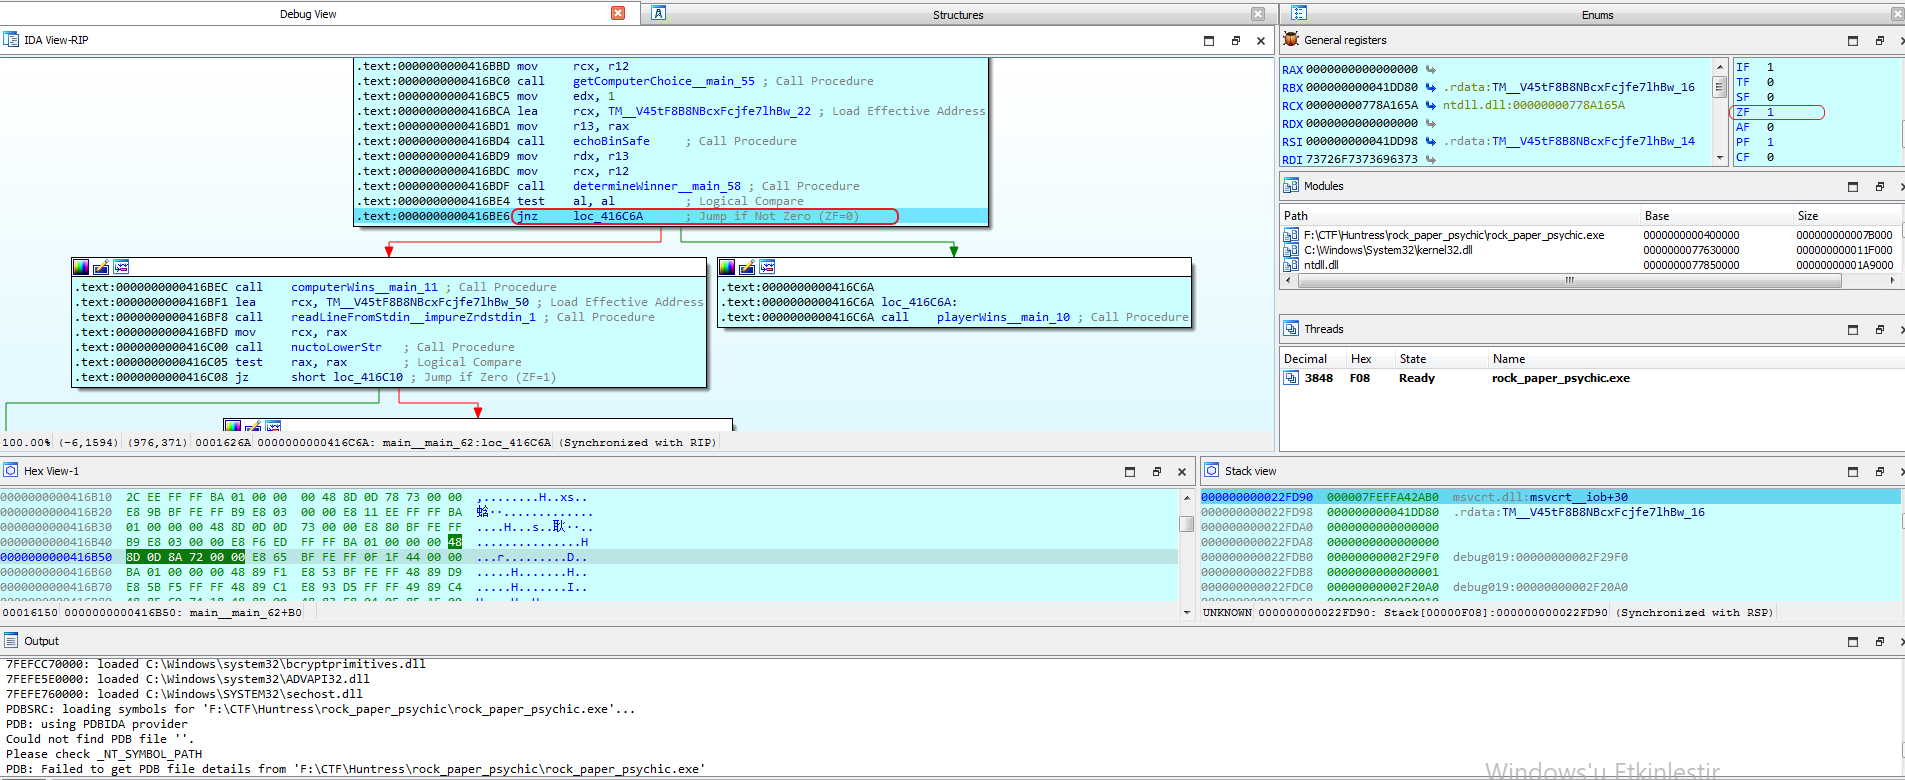 Debug View
Structures
Enums
IDA View-RIP
General registers
.text:0000000000416BBD mov rcx, r12
.text:0000000000416BC0 call getComputerChoice__main_55 ; Call Procedure
.text:0000000000416BC5 mov edx, 1
.text:0000000000416BCA lea rcx, TM__V45tF8B8NBcxFcjfe7lhBw_22 ; Load Effective Address
.text:0000000000416BD1 mov r13, rax
.text:0000000000416BD4 call echoBinSafe ; Call Procedure
.text:0000000000416BD9 mov rdx, r13
.text:0000000000416BDC mov rcx, r12
.text:0000000000416BDF call determineWinner__main_58 ; Call Procedure
.text:0000000000416BE4 test al, al ; Logical Compare
.text:0000000000416BE6 jnz loc_416C6A ; Jump if Not Zero (ZF=0)
.text:0000000000416BEC call computerWins__main_11 ; Call Procedure
.text:0000000000416BF1 lea rcx, TM__V45tF8B8NBcxFcjfe7lhBw_50 ; Load Effective Address
.text:0000000000416BF8 call readLineFromStdin__impureZrdstdin_1 ; Call Procedure
.text:0000000000416BFD mov rcx, rax
.text:0000000000416C00 call nuctoLowerStr ; Call Procedure
.text:0000000000416C05 test rax, rax ; Logical Compare
.text:0000000000416C08 jz short loc_416C10 ; Jump if Zero (ZF=1)
.text:0000000000416C6A
.text:0000000000416C6A loc_416C6A:
.text:0000000000416C6A call playerWins__main_10 ; Call Procedure
100.00% (-6,1594) (976,371) 0001626A 0000000000416C6A: main__main_62:loc_416C6A (Synchronized with RIP)
RAX 0000000000000000
RBX 000000000041DD80 .rdata:TM__V45tF8B8NBcxFcjfe7lhBw_16
RCX 00000000778A165A ntdll.dll:00000000778A165A
RDX 0000000000000000
RSI 000000000041DD98 .rdata:TM__V45tF8B8NBcxFcjfe7lhBw_14
RDI 73726F7373696373
IF 1
TF 0
SF 0
ZF 1
AF 0
PF 1
CF 0
Modules
Path Base Size
F:\CTF\Huntress\rock_paper_psychic\rock_paper_psychic.exe 0000000000400000 000000000007B000
C:\Windows\System32\kernel32.dll 0000000077630000 000000000011F000
ntdll.dll 0000000077850000 00000000001A9000
Threads
Decimal Hex State Name
3848 F08 Ready rock_paper_psychic.exe
Hex View-1
0000000000416B10 2C EE FF FF BA 01 00 00 00 48 8D 0D 78 73 00 00 ,........H..xs..
0000000000416B20 E8 9B BF FE FF B9 E8 03 00 00 E8 11 EE FF FF BA
0000000000416B30 01 00 00 00 48 8D 0D 0D 73 00 00 E8 80 BF FE FF ....H...s..耿..
0000000000416B40 B9 E8 03 00 00 E8 F6 ED FF FF BA 01 00 00 00 48 ...............H
0000000000416B50 8D 0D 8A 72 00 00 E8 65 BF FE FF 0F 1F 44 00 00 ...r.........D..
0000000000416B60 BA 01 00 00 00 48 89 F1 E8 53 BF FE FF 48 89 D9 .....H.......H..
0000000000416B70 E8 5B F5 FF FF 48 89 C1 E8 93 D5 FF FF 49 89 C4 .....H.......I..
00016150 0000000000416B50: main__main_62+B0
Stack view
000000000022FD90 000007FEFFA42AB0 msvcrt.dll:msvcrt__iob+30
000000000022FD98 000000000041DD80 .rdata:TM__V45tF8B8NBcxFcjfe7lhBw_16
000000000022FDA0 0000000000000000
000000000022FDA8 0000000000000000
000000000022FDB0 00000000002F29F0 debug019:00000000002F29F0
000000000022FDB8 0000000000000001
000000000022FDC0 00000000002F20A0 debug019:00000000002F20A0
UNKNOWN 000000000022FD90: Stack[00000F08]:000000000022FD90 (Synchronized with RSP)
Output
7FEFCC70000: loaded C:\Windows\system32\bcryptprimitives.dll
7FEFE5E0000: loaded C:\Windows\system32\ADVAPI32.dll
7FEFE760000: loaded C:\Windows\SYSTEM32\sechost.dll
PDBSRC: loading symbols for 'F:\CTF\Huntress\rock_paper_psychic\rock_paper_psychic.exe'...
PDB: using PDBIDA provider
Could not find PDB file ''.
Please check _NT_SYMBOL_PATH
PDB: Failed to get PDB file details from 'F:\CTF\Huntress\rock_paper_psychic\rock_paper_psychic.exe'
Windows'u Etkinleştir